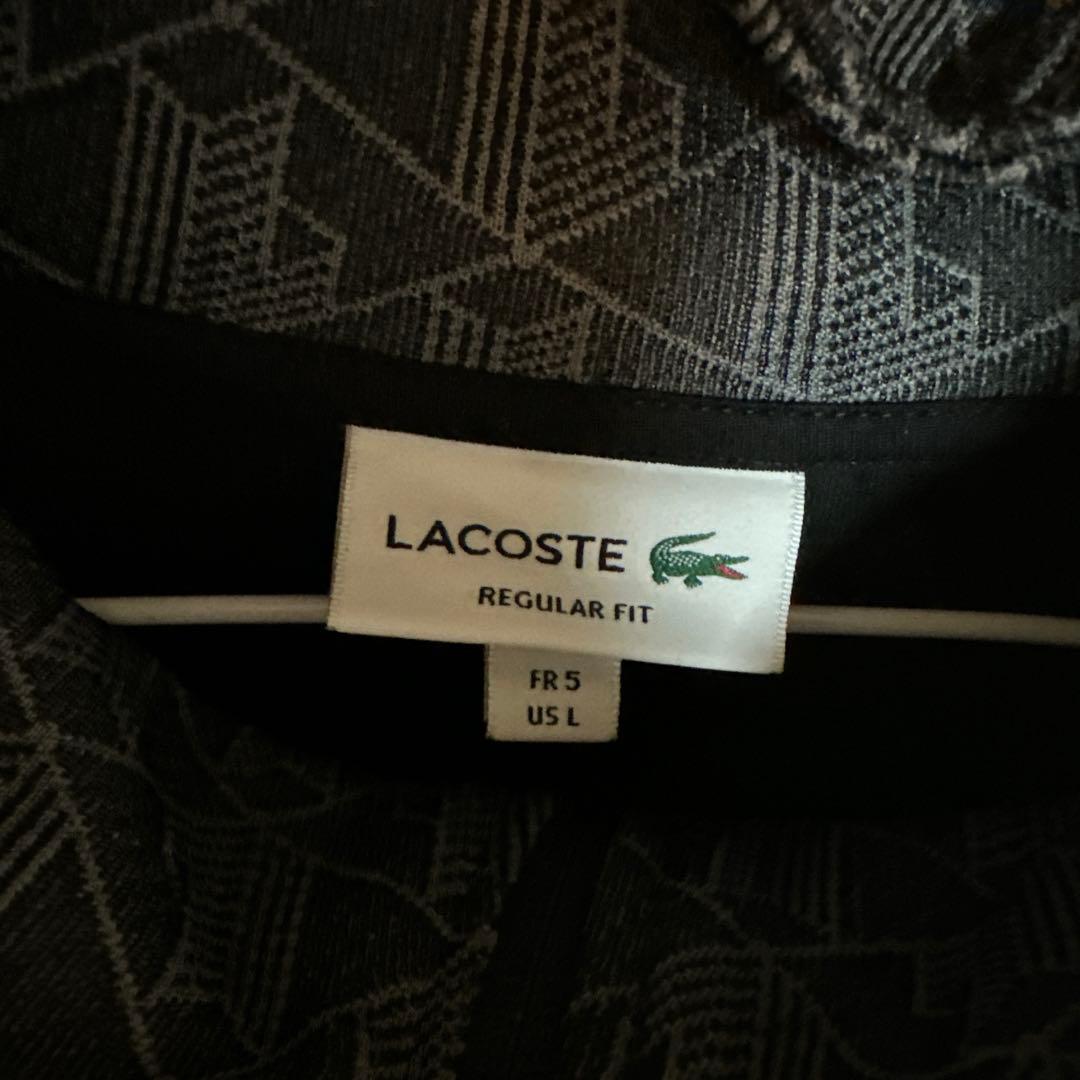 LACOSTE
REGULAR FIT
FR 5
US L